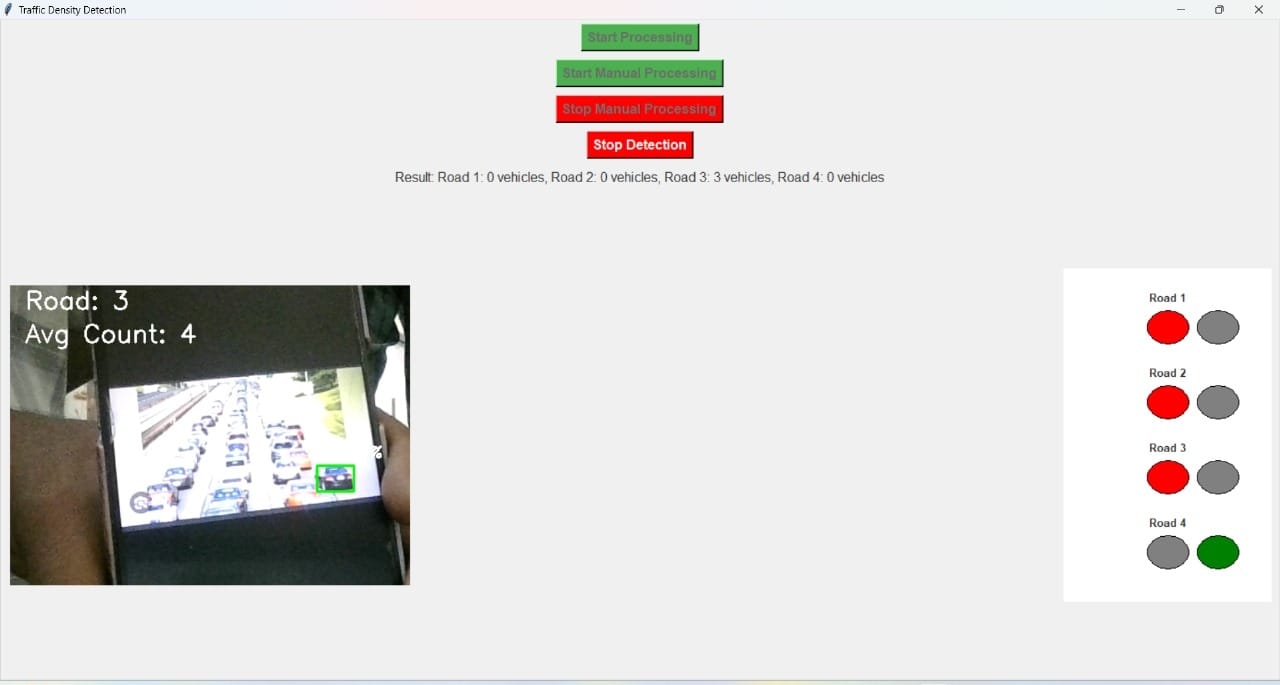 Traffic Density Detection
Start Processing
Start Manual Processing
Stop Manual Processing
Stop Detection
Result: Road 1: 0 vehicles, Road 2: 0 vehicles, Road 3: 3 vehicles, Road 4: 0 vehicles
Road: 3
Avg Count: 4
%
Road 1
Road 2
Road 3
Road 4